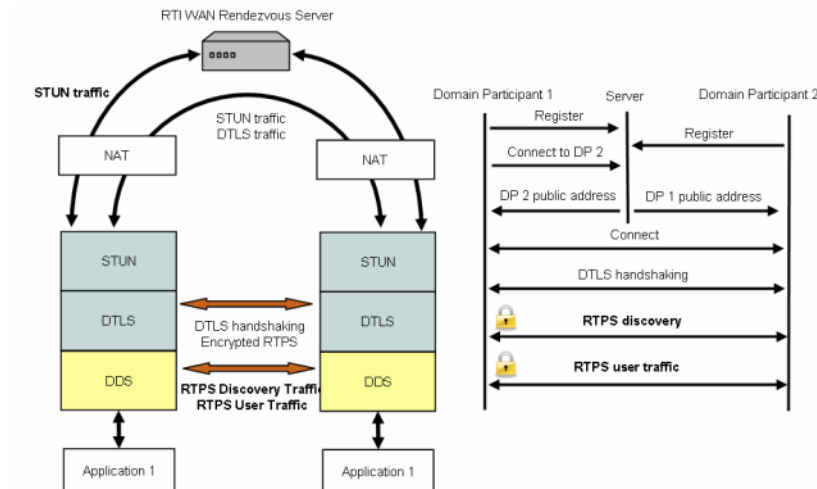 RTI WAN Rendezvous Server
STUN traffic
STUN traffic
DTLS traffic
NAT
NAT
STUN
DTLS
DDS
STUN
DTLS
DDS
DTLS handshaking
Encrypted RTPS
RTPS Discovery Traffic
RTPS User Traffic
Application 1
Application 1
Domain Participant 1
Server
Domain Participant 2
Register
Register
Connect to DP 2
DP 2 public address
DP 1 public address
Connect
DTLS handshaking
RTPS discovery
RTPS user traffic